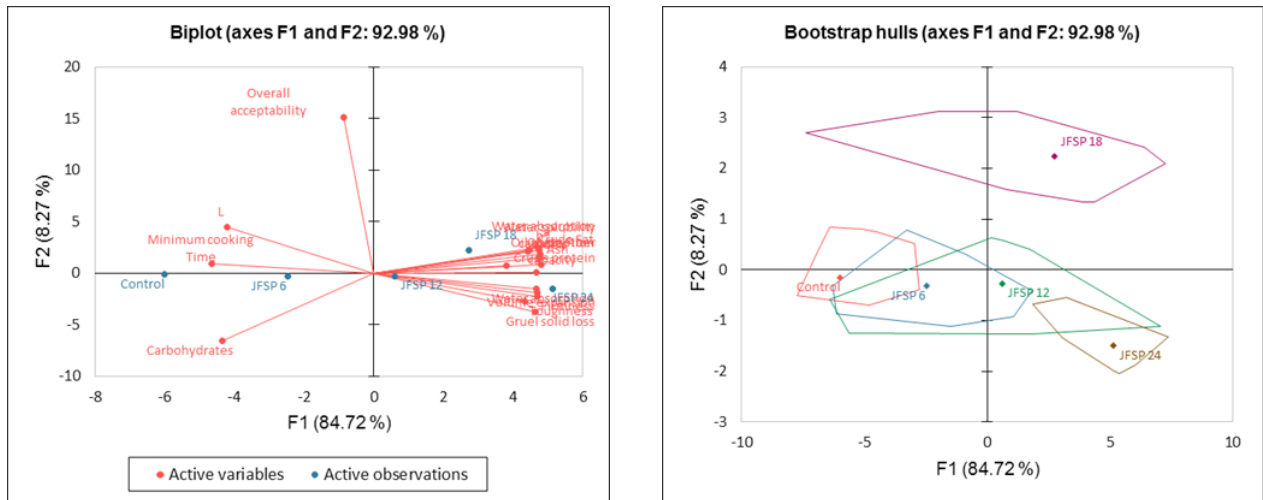 Biplot (axes F1 and F2: 92.98 %)
20
15
10
5
0
-5
-10
F2 (8.27 %)
Overall
acceptability
L
Minimum cooking
Time
Control
JFSP 6
Carbohydrates
JFSP 18
JFSP 12
Ash
Crude protein
JFSP 24
Gruel solid loss
-8
-6
-4
-2
0
2
4
6
F1 (84.72 %)
Active variables
Active observations
Bootstrap hulls (axes F1 and F2: 92.98 %)
4
3
2
1
0
-1
-2
-3
F2 (8.27 %)
JFSP 18
Control
JFSP 6
JFSP 12
JFSP 24
-10
-5
0
5
10
F1 (84.72 %)